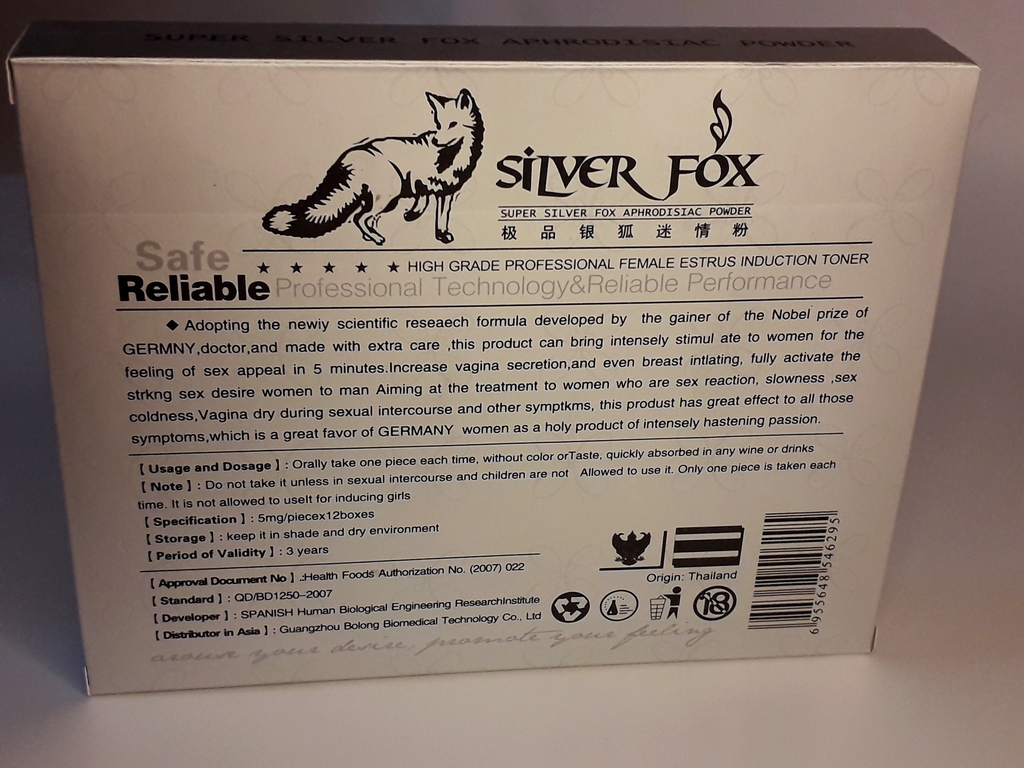 SUPER SILVER FOX APHRODISIAC POWDER
SiLVER FOX
SUPER SILVER FOX APHRODISIAC POWDER
极品银狐迷情粉
Safe
★ ★ ★ ★ ★ HIGH GRADE PROFESSIONAL FEMALE ESTRUS INDUCTION TONER
Reliable Professional Technology&Reliable Performance
◆ Adopting the newiy scientific reseaech formula developed by the gainer of the Nobel prize of
GERMNY,doctor,and made with extra care ,this product can bring intensely stimul ate to women for the
feeling of sex appeal in 5 minutes.Increase vagina secretion,and even breast intlating, fully activate the
strkng sex desire women to man Aiming at the treatment to women who are sex reaction, slowness ,sex
coldness,Vagina dry during sexual intercourse and other symptkms, this produst has great effect to all those
symptoms,which is a great favor of GERMANY women as a holy product of intensely hastening passion.
【 Usage and Dosage 】: Orally take one piece each time, without color orTaste, quickly absorbed in any wine or drinks
【 Note 】: Do not take it unless in sexual intercourse and children are not Allowed to use it. Only one piece is taken each
time. It is not allowed to useIt for inducing girls
【 Specification 】: 5mg/piecex12boxes
【 Storage 】: keep it in shade and dry environment
【 Period of Validity 】: 3 years
【 Approval Document No 】.:Health Foods Authorization No. (2007) 022
【 Standard 】: QD/BD1250–2007
【 Developer 】: SPANISH Human Biological Engineering ResearchInstitute
【 Distributor in Asia 】: Guangzhou Bolong Biomedical Technology Co., Ltd
Origin: Thailand
18
6 955648 546295
arouse your desire, promote your feeling